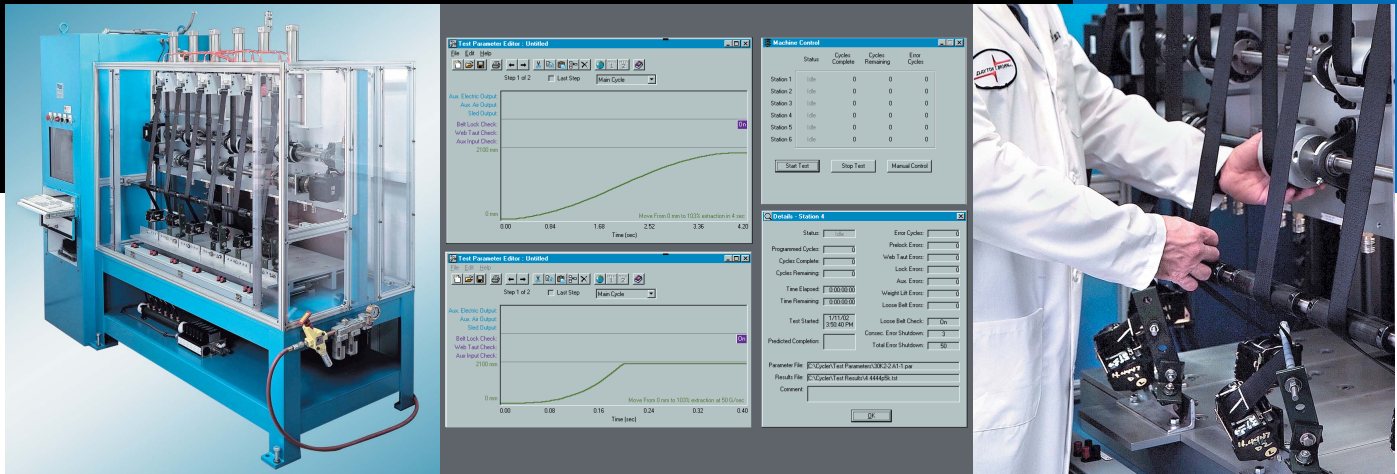 Test Parameter Editor : Untitled
File Edit Help
Step 1 of 2 Last Step Main Cycle
Aux. Electric Output:
Aux. Air Output:
Sled Output:
Belt Lock Check: On
Web Taut Check:
Aux Input Check:
2100 mm
0 mm
Move From 0 mm to 103% extraction in 4 sec
0.00 0.84 1.68 2.52 3.36 4.20
Time (sec)
Test Parameter Editor : Untitled
File Edit Help
Step 1 of 2 Last Step Main Cycle
Aux. Electric Output:
Aux. Air Output:
Sled Output:
Belt Lock Check: On
Web Taut Check:
Aux Input Check:
2100 mm
0 mm
Move From 0 mm to 100% extraction at 50 G/sec
0.00 0.08 0.16 0.24 0.32 0.40
Time (sec)
Machine Control
Status Cycles Complete Cycles Remaining Error Cycles
Station 1 Idle 0 0 0
Station 2 Idle 0 0 0
Station 3 Idle 0 0 0
Station 4 Idle 0 0 0
Station 5 Idle 0 0 0
Station 6 Idle 0 0 0
Start Test Stop Test Manual Control
Details - Station 4
Status: Idle
Programmed Cycles: 0
Cycles Complete: 0
Cycles Remaining: 0
Time Elapsed: 0:00:00:00
Time Remaining: 0:00:00:00
Test Started: 1/11/02
3:50:40 PM
Predicted Completion:
Error Cycles: 0
Prelock Errors: 0
Web Taut Errors: 0
Lock Errors: 0
Aux. Errors: 0
Weight Lift Errors: 0
Loose Belt Errors: 0
Loose Belt Check: On
Consec. Error Shutdown: 3
Total Error Shutdown: 50
Parameter File:
Results File:
Comment:
OK